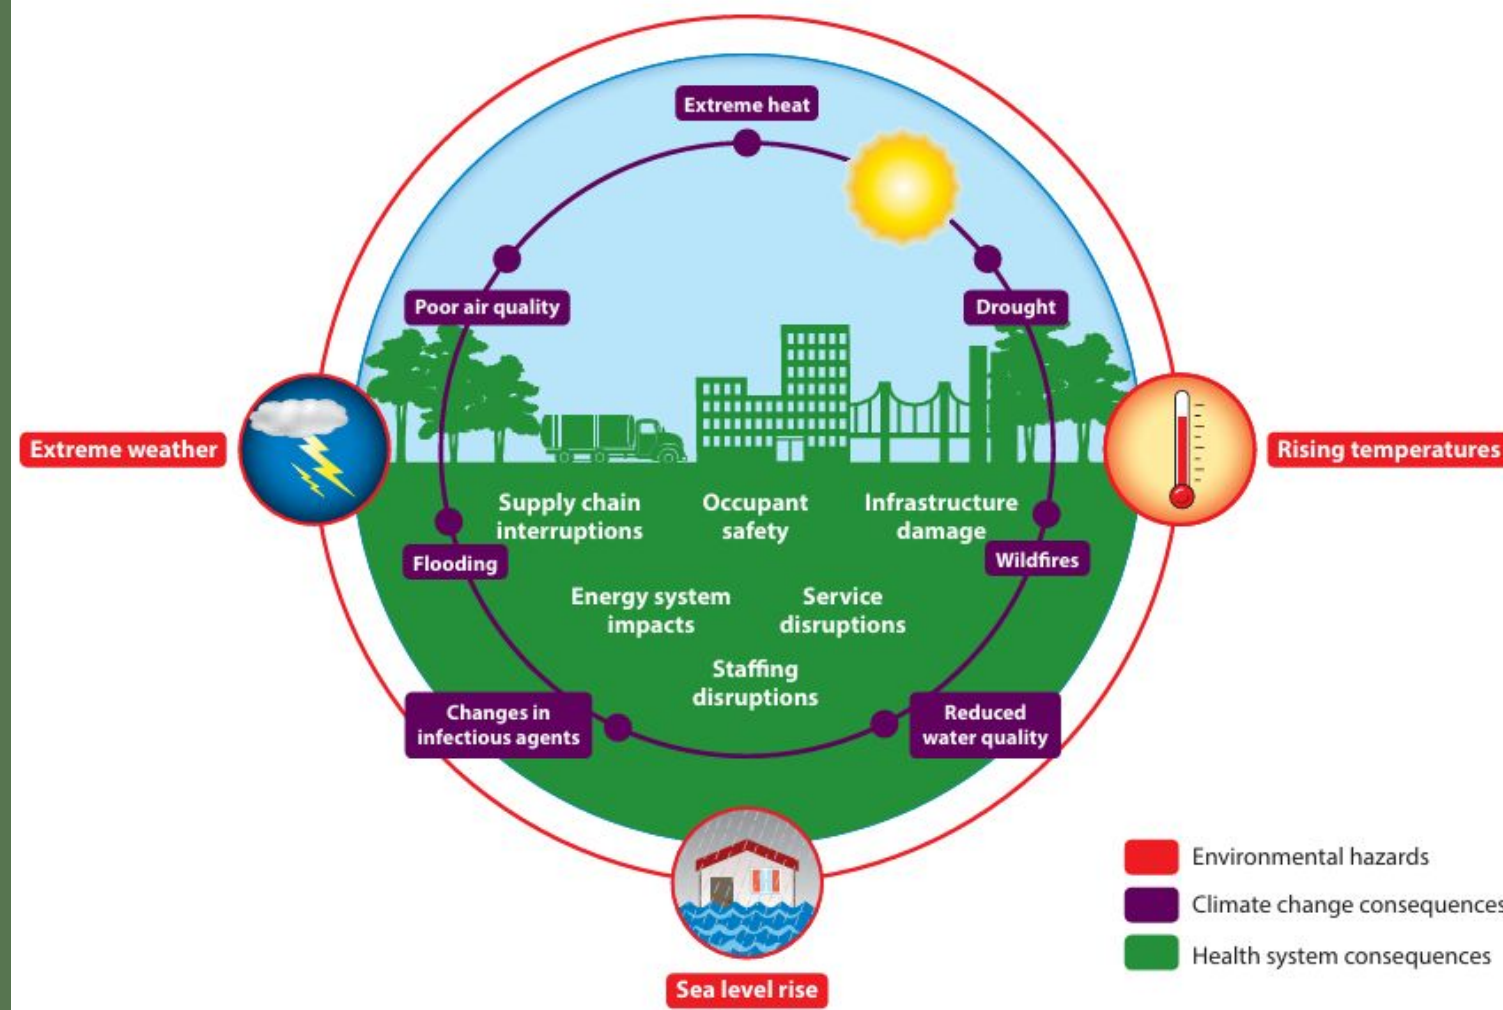 Extreme heat
Poor air quality
Drought
Extreme weather
Rising temperatures
Supply chain
interruptions
Occupant
safety
Infrastructure
damage
Flooding
Wildfires
Energy system
impacts
Service
disruptions
Staffing
disruptions
Changes in
infectious agents
Reduced
water quality
Sea level rise
Environmental hazards
Climate change consequences
Health system consequences